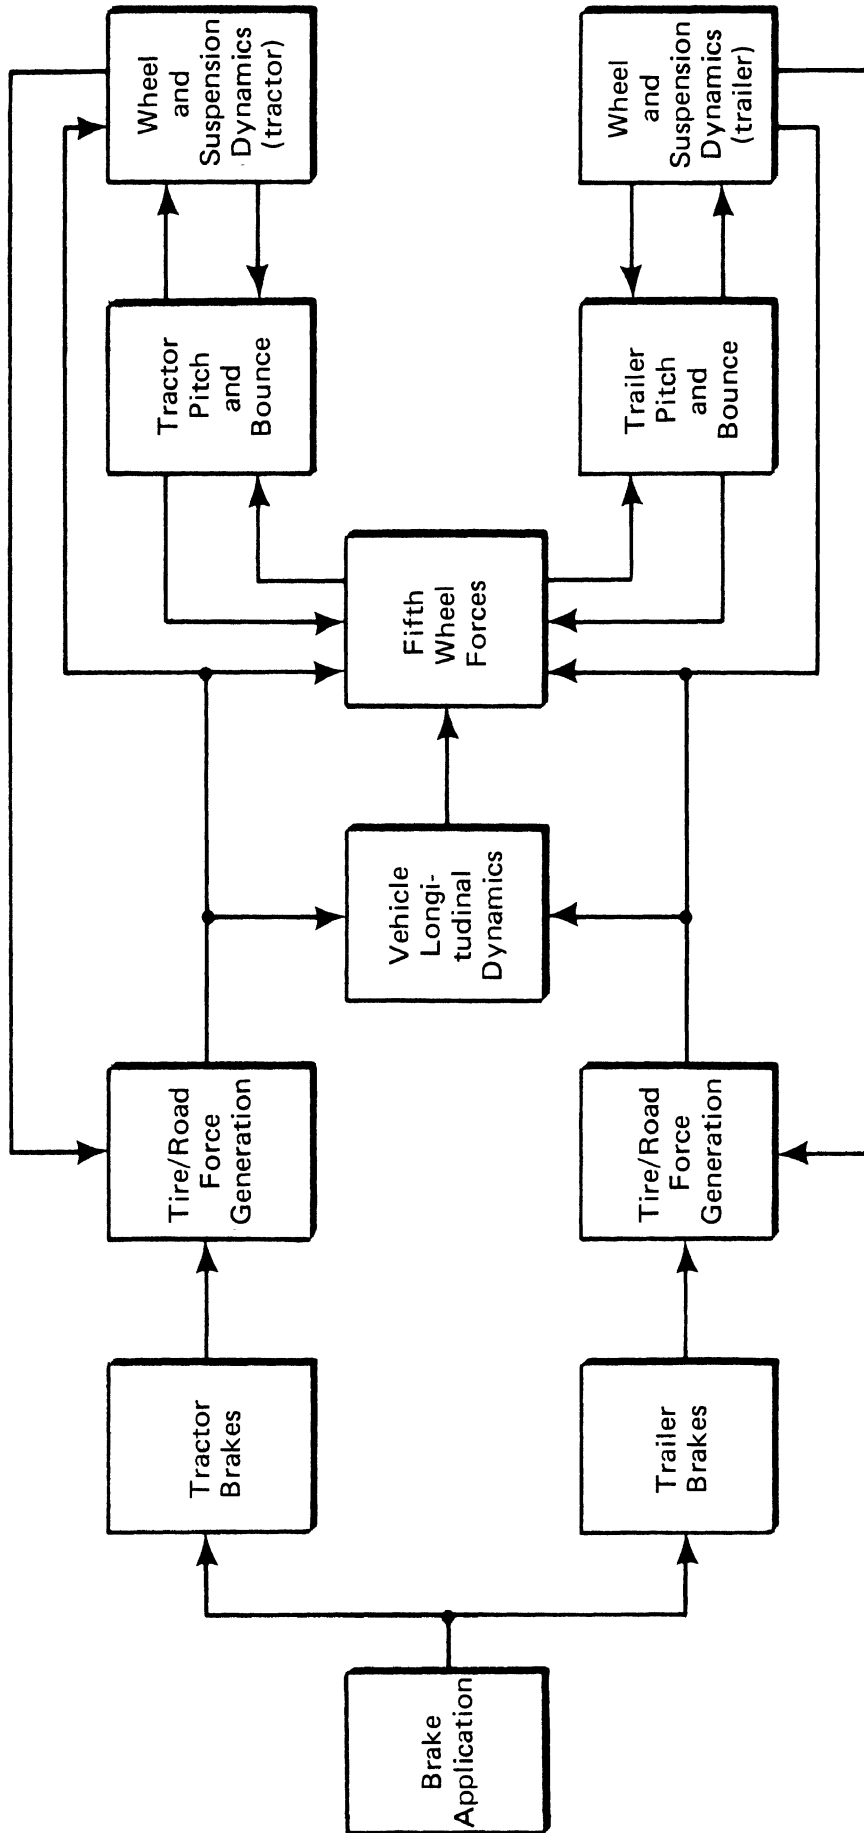 Brake
Application
Tractor
Brakes
Trailer
Brakes
Tire/Road
Force
Generation
Tire/Road
Force
Generation
Vehicle
Longi-
tudinal
Dynamics
Fifth
Wheel
Forces
Tractor
Pitch
and
Bounce
Trailer
Pitch
and
Bounce
Wheel
and
Suspension
Dynamics
(tractor)
Wheel
and
Suspension
Dynamics
(trailer)